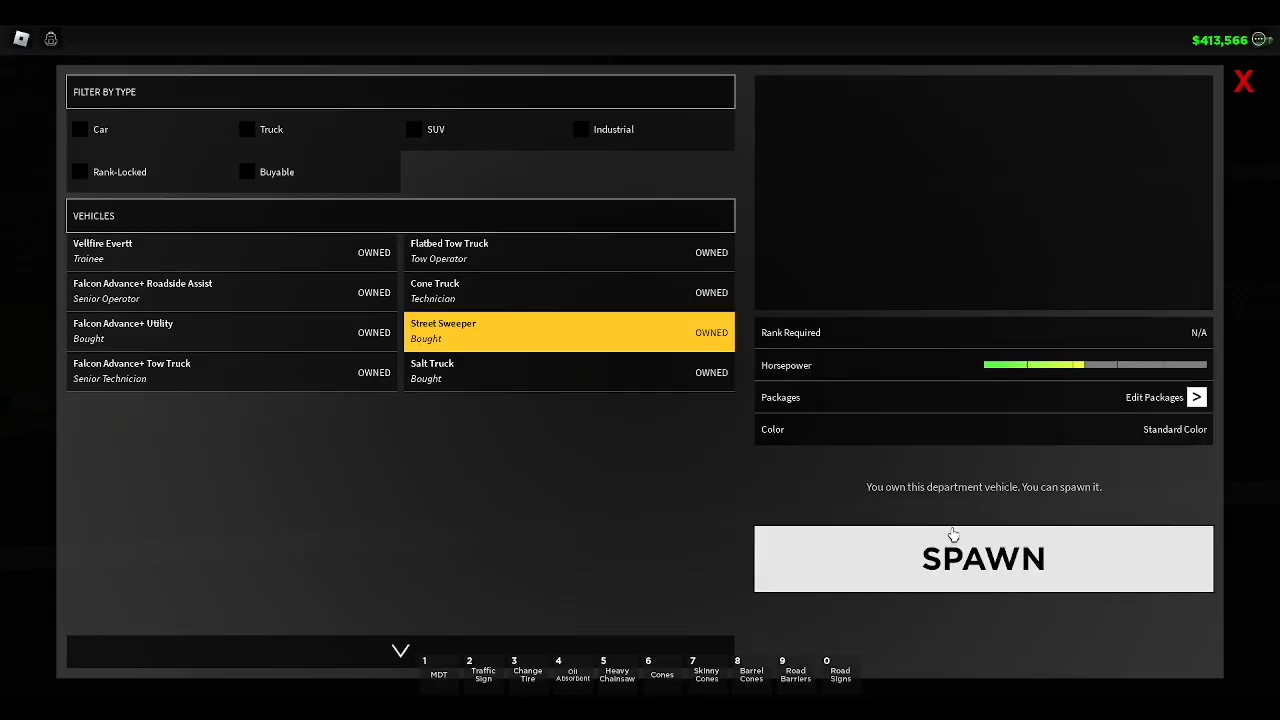 $413,566
X
FILTER BY TYPE
Car
Truck
SUV
Industrial
Rank-Locked
Buyable
VEHICLES
Vellfire Evertt
Trainee
OWNED
Flatbed Tow Truck
Tow Operator
OWNED
Falcon Advance+ Roadside Assist
Senior Operator
OWNED
Cone Truck
Technician
OWNED
Falcon Advance+ Utility
Bought
OWNED
Street Sweeper
Bought
OWNED
Falcon Advance+ Tow Truck
Senior Technician
OWNED
Salt Truck
Bought
OWNED
Rank Required
N/A
Horsepower
Packages
Edit Packages >
Color
Standard Color
You own this department vehicle. You can spawn it.
SPAWN
1
MDT
2
Traffic
Sign
3
Change
Tire
4
Oil
Absorbent
5
Heavy
Chainsaw
6
Cones
7
Skinny
Cones
8
Barrel
Cones
9
Road
Barriers
0
Road
Signs